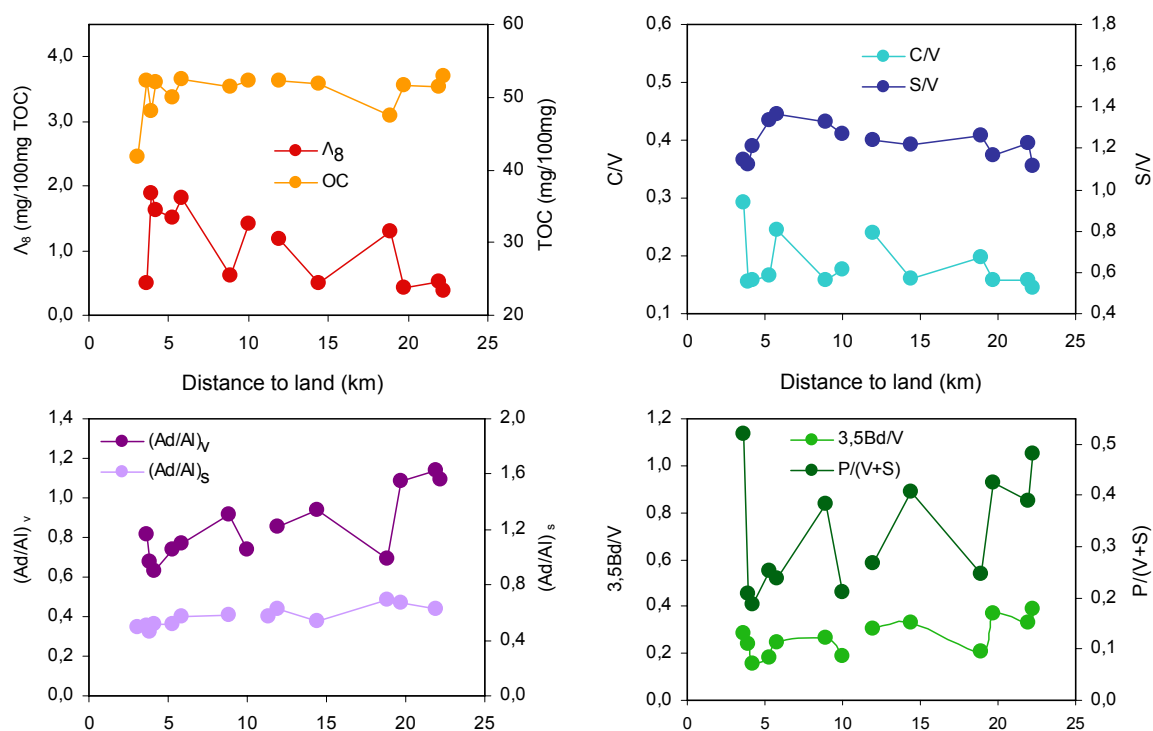 4,0
3,0
2,0
1,0
0,0
Λ8 (mg/100mg TOC)
60
50
40
30
20
TOC (mg/100mg)
Λ8
OC
0 5 10 15 20 25
Distance to land (km)
0,6
0,5
0,4
0,3
0,2
0,1
C/V
1,8
1,6
1,4
1,2
1,0
0,8
0,6
0,4
S/V
C/V
S/V
0 5 10 15 20 25
Distance to land (km)
1,4
1,2
1,0
0,8
0,6
0,4
0,2
0,0
(Ad/Al) v
2,0
1,6
1,2
0,8
0,4
0,0
(Ad/Al) s
(Ad/Al)V
(Ad/Al)S
0 5 10 15 20 25
1,2
1,0
0,8
0,6
0,4
0,2
0,0
3,5Bd/V
0,5
0,4
0,3
0,2
0,1
0,0
P/(V+S)
3,5Bd/V
P/(V+S)
0 5 10 15 20 25